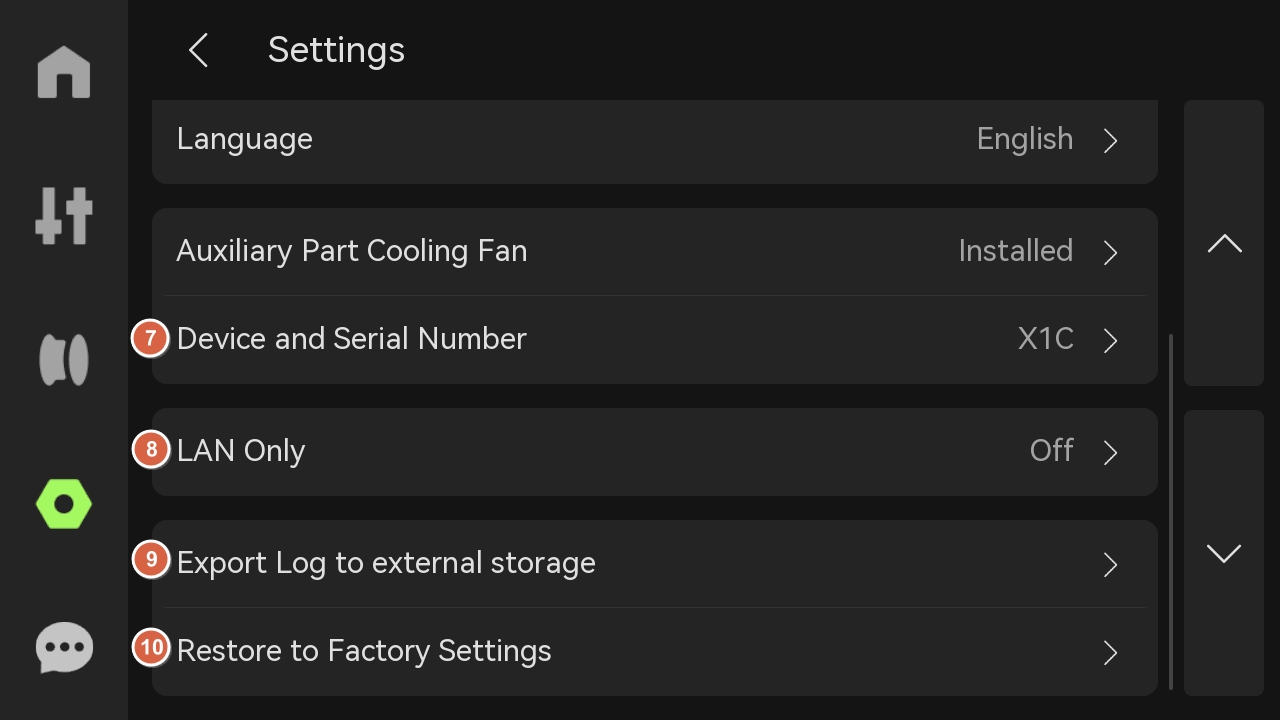 Settings
Language English
Auxiliary Part Cooling Fan Installed
7 Device and Serial Number X1C
8 LAN Only Off
9 Export Log to external storage
10 Restore to Factory Settings